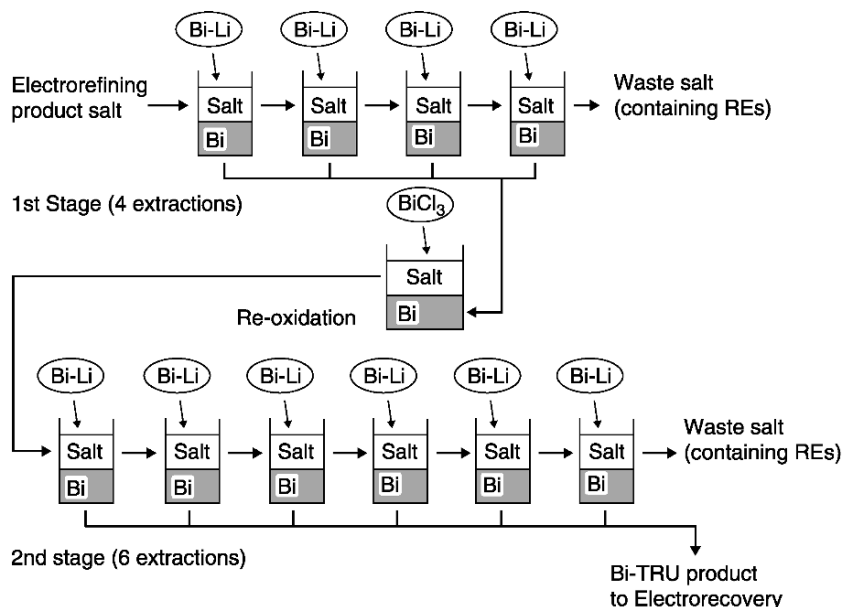 Bi-Li Bi-Li Bi-Li Bi-Li
Electrorefining
product salt
Salt Salt Salt Salt
Bi Bi Bi Bi
Waste salt
(containing REs)
1st Stage (4 extractions)
BiCl₃
Salt
Bi
Re-oxidation
Bi-Li Bi-Li Bi-Li Bi-Li Bi-Li Bi-Li
Salt Salt Salt Salt Salt Salt
Bi Bi Bi Bi Bi Bi
Waste salt
(containing REs)
2nd stage (6 extractions)
Bi-TRU product
to Electrorecovery